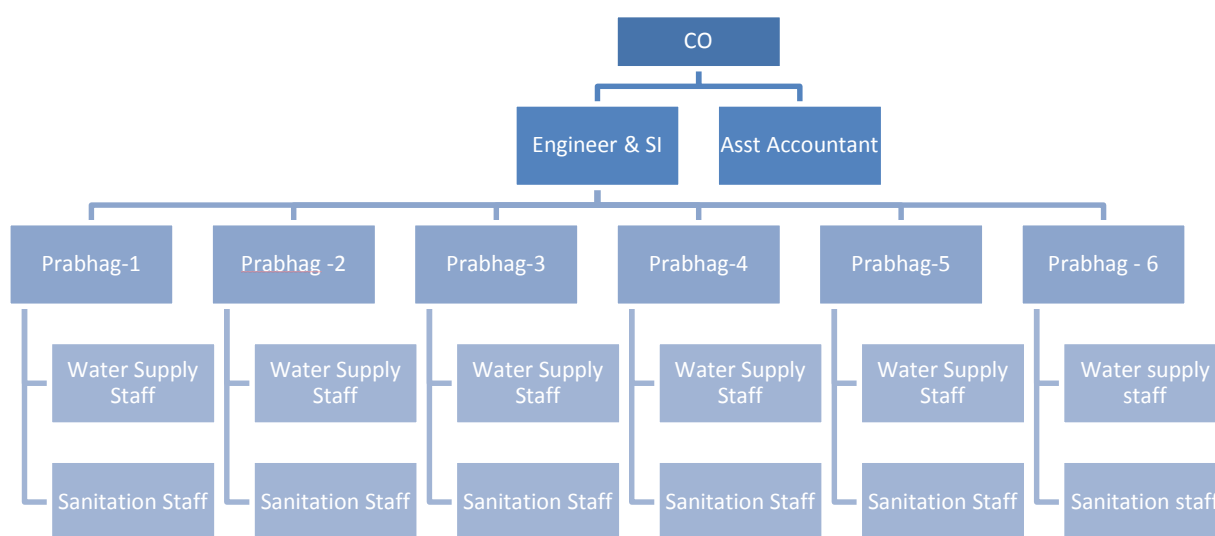 CO
Engineer & SI
Asst Accountant
Prabhag-1
Prabhag -2
Prabhag-3
Prabhag-4
Prabhag-5
Prabhag - 6
Water Supply
Staff
Water Supply
Staff
Water Supply
Staff
Water Supply
Staff
Water Supply
Staff
Water supply
staff
Sanitation Staff
Sanitation Staff
Sanitation Staff
Sanitation Staff
Sanitation Staff
Sanitation staff